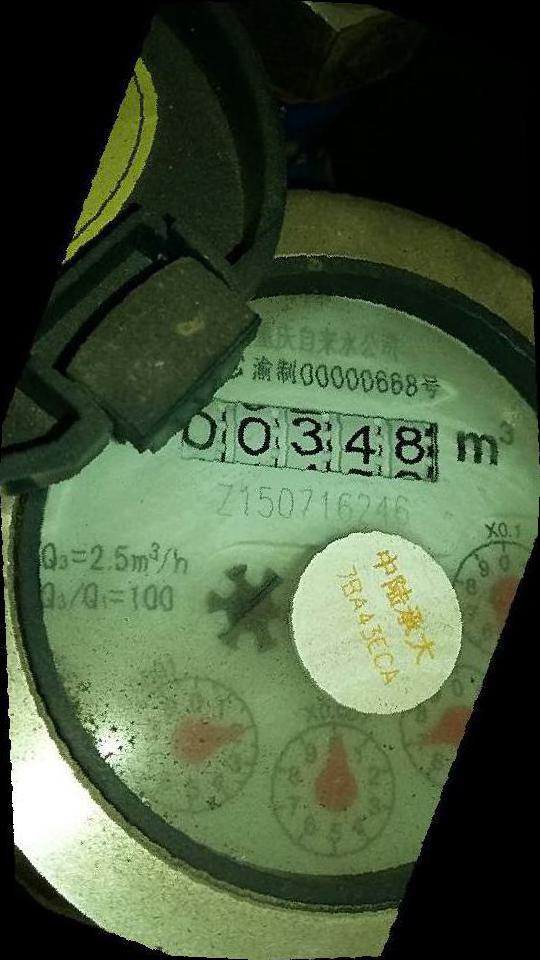 重庆自来水公司
渝制00000668号
00348 m³
Z150716246
Q₃=2.5m³/h
Q₃/Q₁=100
X0.1
中陆承大
7BA43ECA